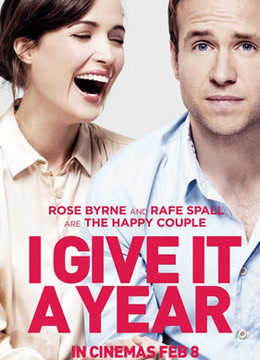 ROSE BYRNE AND RAFE SPALL
ARE THE HAPPY COUPLE
I GIVE IT
A YEAR
IN CINEMAS FEB 8